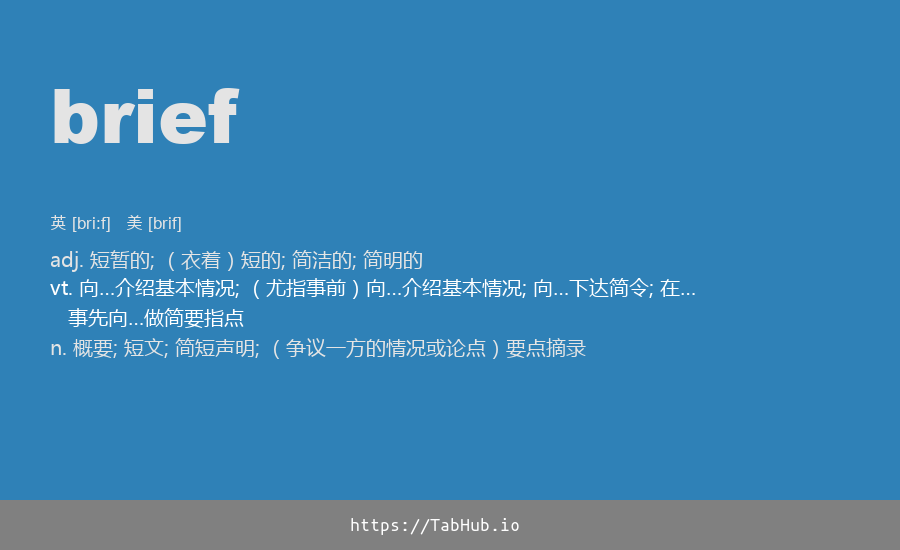 brief
英 [bri:f] 美 [brif]
adj. 短暂的; （衣着）短的; 简洁的; 简明的
vt. 向…介绍基本情况; （尤指事前）向…介绍基本情况; 向…下达简令; 在…
事先向…做简要指点
n. 概要; 短文; 简短声明; （争议一方的情况或论点）要点摘录
https://TabHub.io